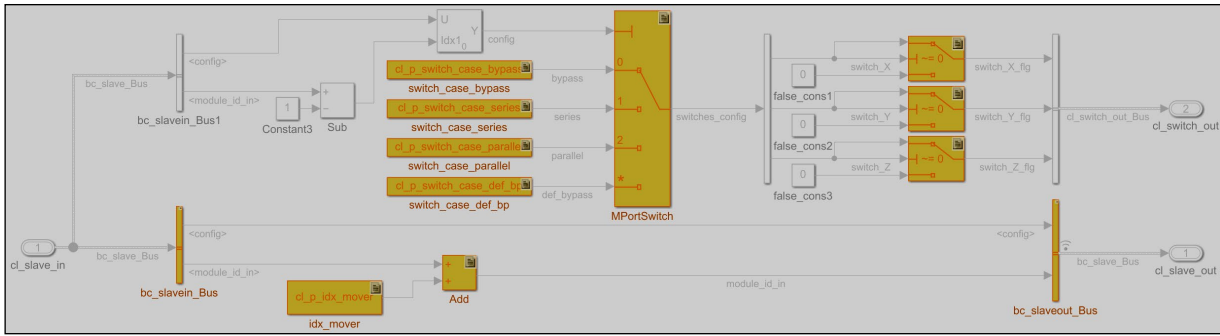 U
Y
Idx1 0
config
<config>
bc_slave_Bus
<module_id_in>
bc_slavein_Bus1
1
Constant3
+
−
Sub
cl_p_switch_case_bypass
switch_case_bypass
bypass
0
cl_p_switch_case_series
switch_case_series
series
1
cl_p_switch_case_parallel
switch_case_parallel
parallel
2
cl_p_switch_case_def_bp
switch_case_def_bp
def_bypass
*
MPortSwitch
switches_config
switch_X
0
false_cons1
~= 0
switch_X_flg
switch_Y
0
false_cons2
~= 0
switch_Y_flg
switch_Z
0
false_cons3
~= 0
switch_Z_flg
cl_switch_out_Bus
2
cl_switch_out
1
cl_slave_in
bc_slave_Bus
<config>
<module_id_in>
bc_slavein_Bus
cl_p_idx_mover
idx_mover
+
+
Add
module_id_in
<config>
bc_slaveout_Bus
bc_slave_Bus
1
cl_slave_out